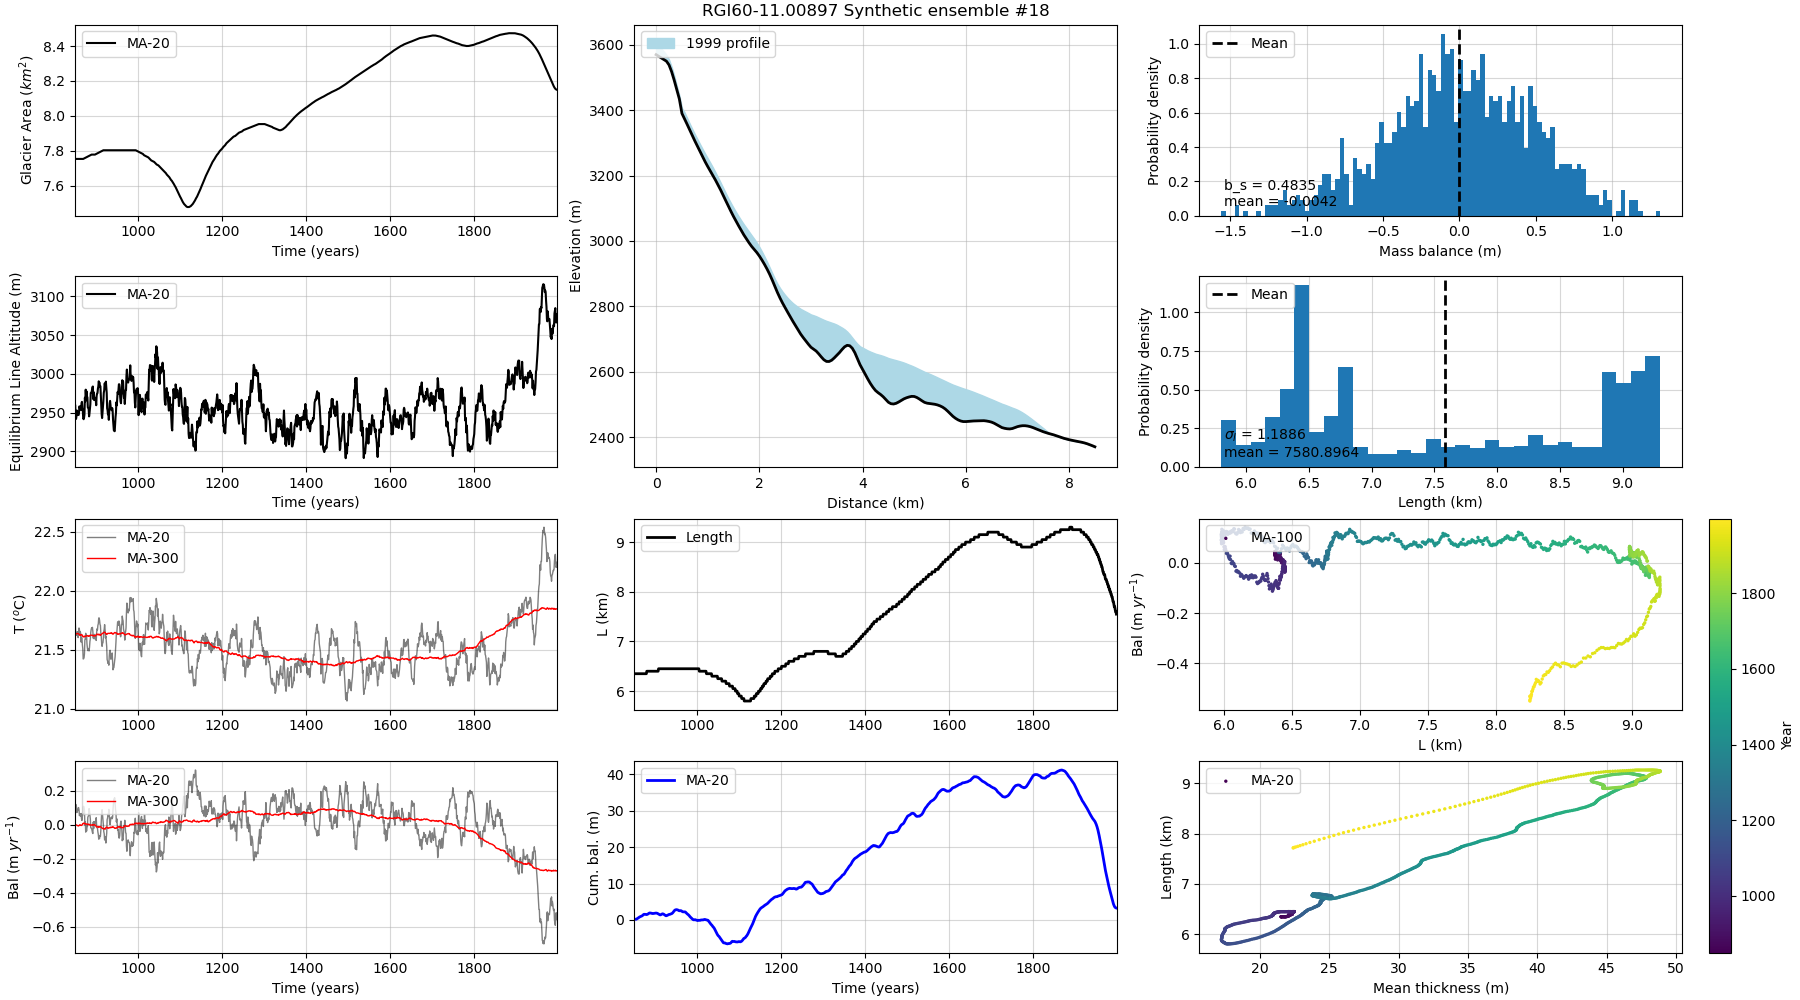 RGI60-11.00897 Synthetic ensemble #18
MA-20
8.4
8.2
8.0
7.8
7.6
Glacier Area (km²)
1000 1200 1400 1600 1800
Time (years)
1999 profile
3600
3400
3200
3000
2800
2600
2400
Elevation (m)
0 2 4 6 8
Distance (km)
Mean
1.0
0.8
0.6
0.4
0.2
0.0
Probability density
b_s = 0.4835
mean = -0.0042
−1.5 −1.0 −0.5 0.0 0.5 1.0
Mass balance (m)
MA-20
3100
3050
3000
2950
2900
Equilibrium Line Altitude (m)
1000 1200 1400 1600 1800
Time (years)
Mean
1.00
0.75
0.50
0.25
0.00
Probability density
σₗ = 1.1886
mean = 7580.8964
6.0 6.5 7.0 7.5 8.0 8.5 9.0
Length (km)
MA-20
MA-300
22.5
22.0
21.5
21.0
T (°C)
1000 1200 1400 1600 1800
Length
9
8
7
6
L (km)
1000 1200 1400 1600 1800
MA-100
0.0
−0.2
−0.4
Bal (m yr⁻¹)
6.0 6.5 7.0 7.5 8.0 8.5 9.0
L (km)
1800
1600
1400
1200
1000
Year
MA-20
MA-300
0.2
0.0
−0.2
−0.4
−0.6
Bal (m yr⁻¹)
1000 1200 1400 1600 1800
Time (years)
MA-20
40
30
20
10
0
Cum. bal. (m)
1000 1200 1400 1600 1800
Time (years)
MA-20
9
8
7
6
Length (km)
20 25 30 35 40 45 50
Mean thickness (m)